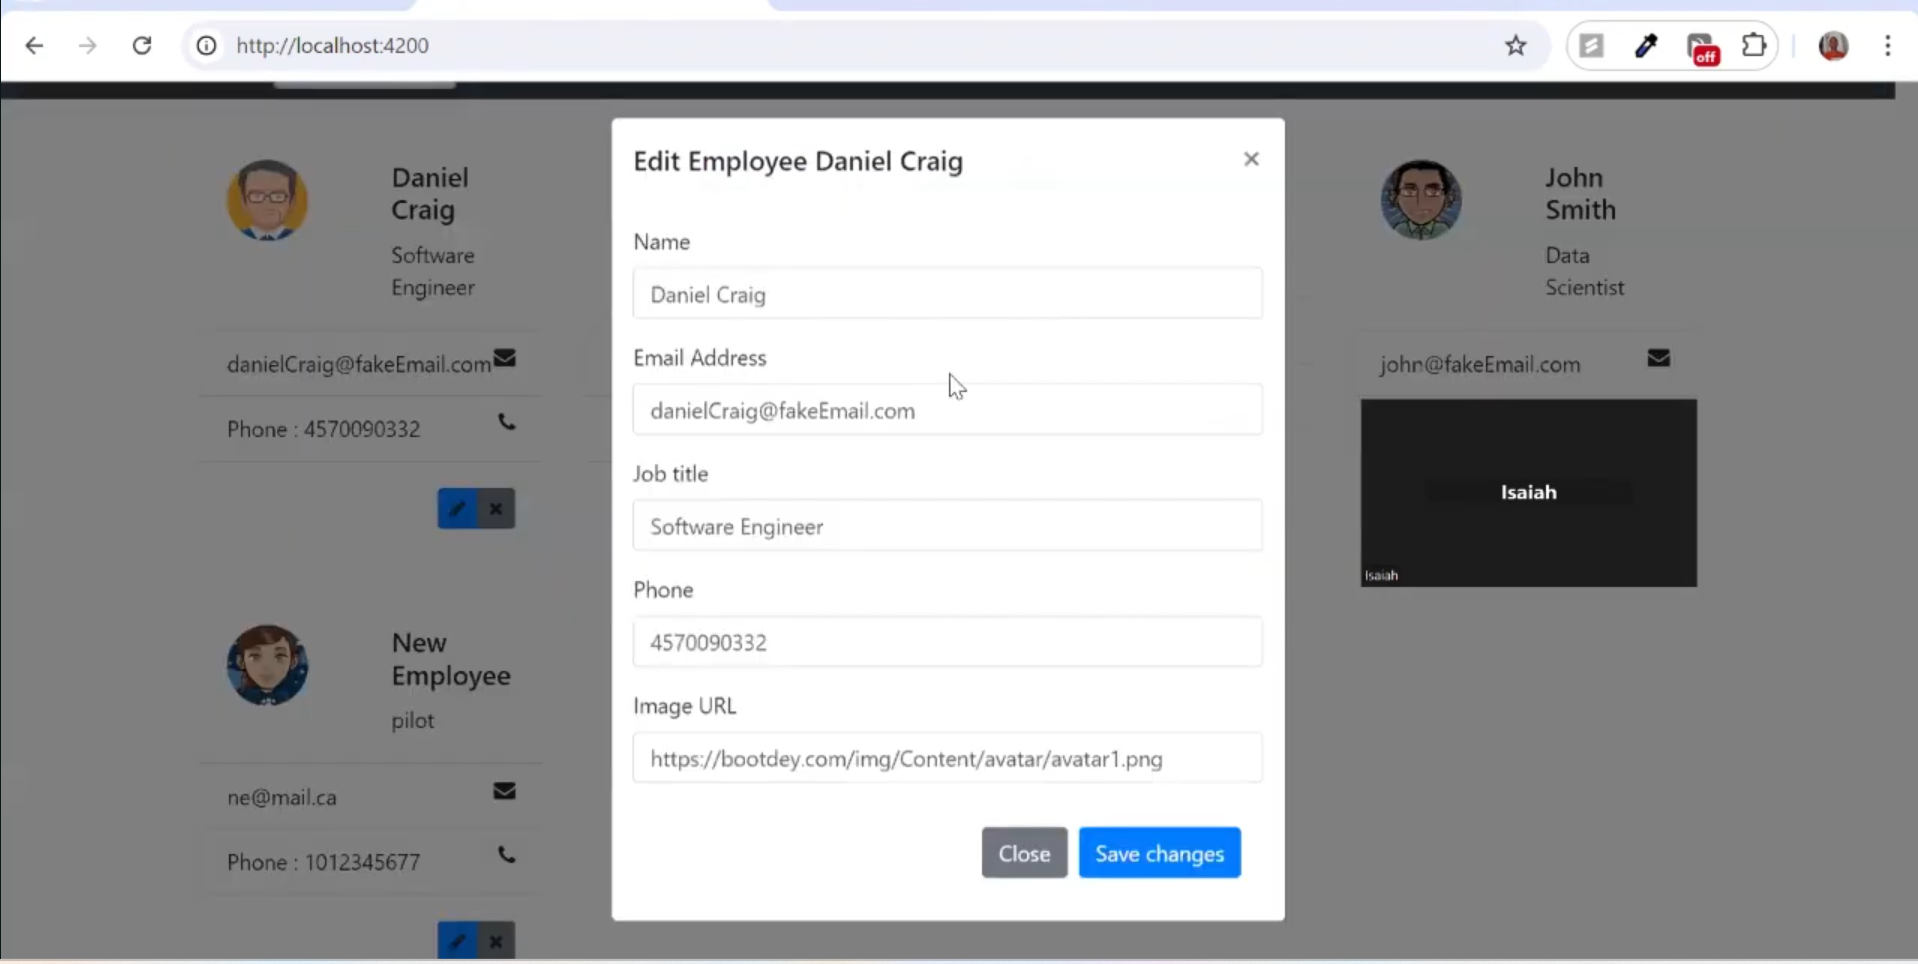 http://localhost:4200
off
Edit Employee Daniel Craig
Name
Daniel Craig
Email Address
danielCraig@fakeEmail.com
Job title
Software Engineer
Phone
4570090332
Image URL
https://bootdey.com/img/Content/avatar/avatar1.png
Close
Save changes
Daniel
Craig
Software
Engineer
danielCraig@fakeEmail.com
Phone : 4570090332
New
Employee
pilot
ne@mail.ca
Phone : 1012345677
John
Smith
Data
Scientist
john@fakeEmail.com
Isaiah
Isaiah